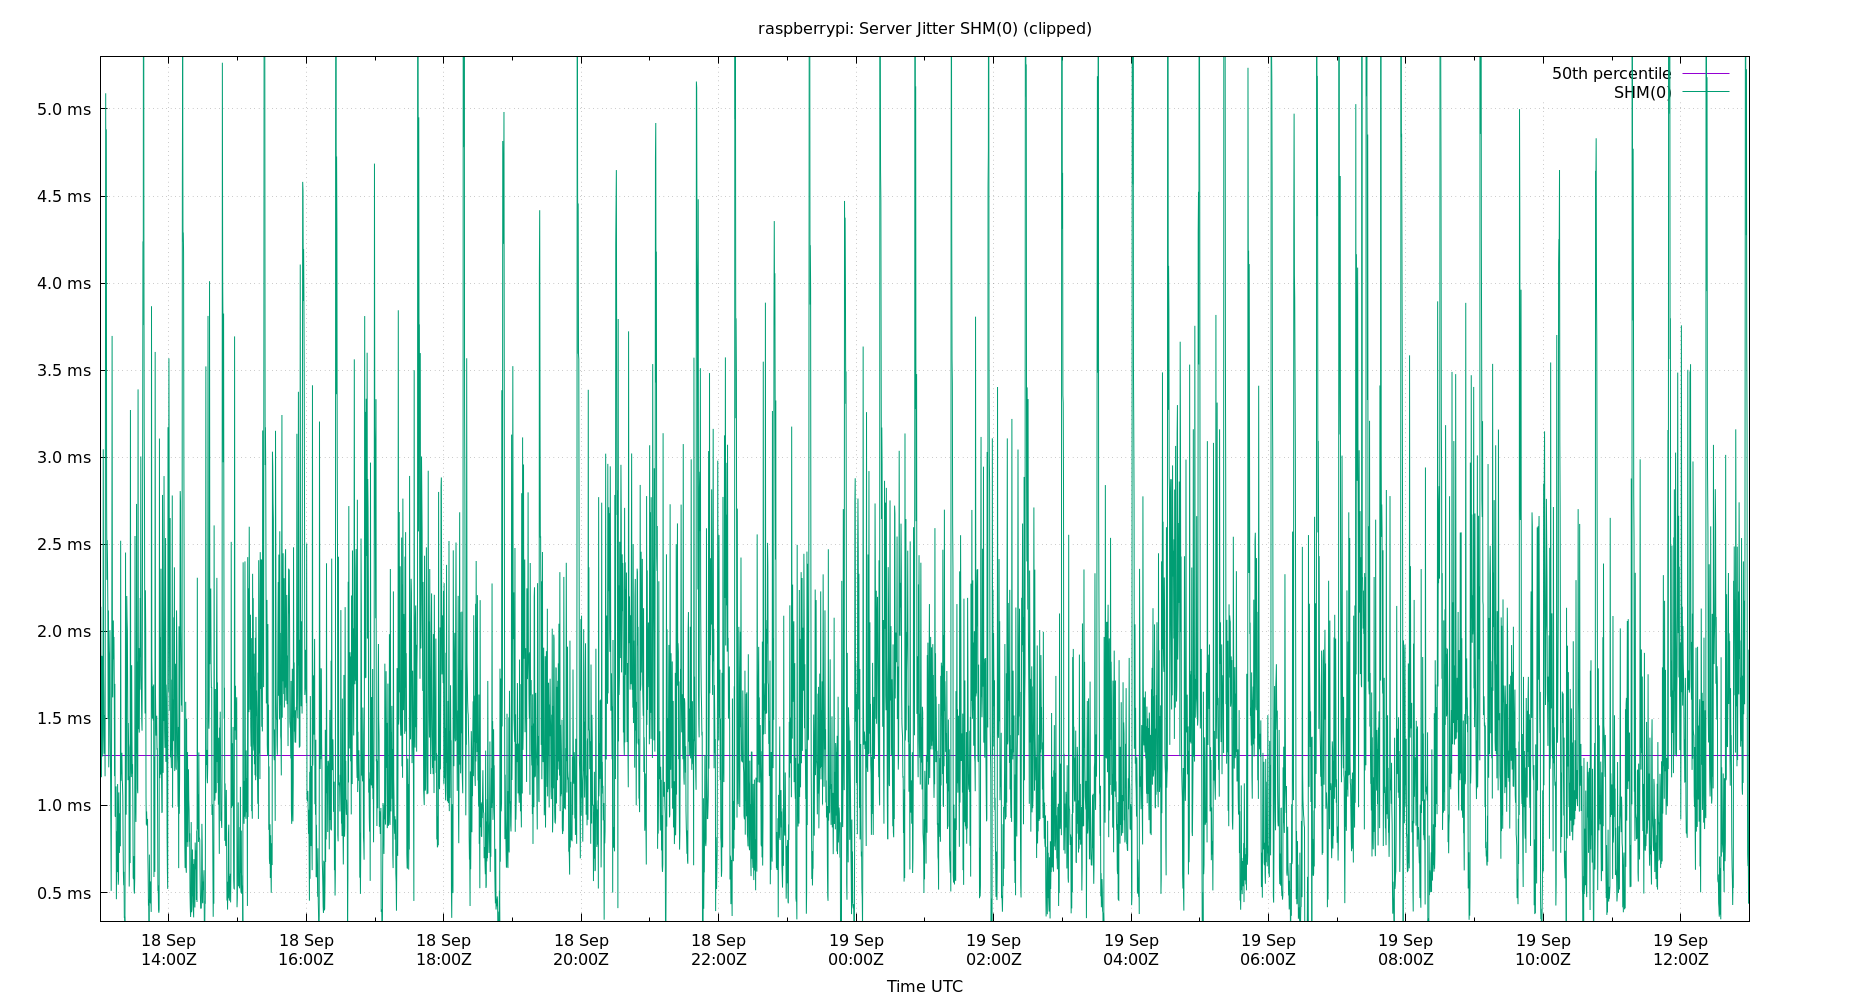 raspberrypi: Server Jitter SHM(0) (clipped)
50th percentile
SHM(0)
5.0 ms
4.5 ms
4.0 ms
3.5 ms
3.0 ms
2.5 ms
2.0 ms
1.5 ms
1.0 ms
0.5 ms
18 Sep 18 Sep 18 Sep 18 Sep 18 Sep 19 Sep 19 Sep 19 Sep 19 Sep 19 Sep 19 Sep 19 Sep
14:00Z 16:00Z 18:00Z 20:00Z 22:00Z 00:00Z 02:00Z 04:00Z 06:00Z 08:00Z 10:00Z 12:00Z
Time UTC